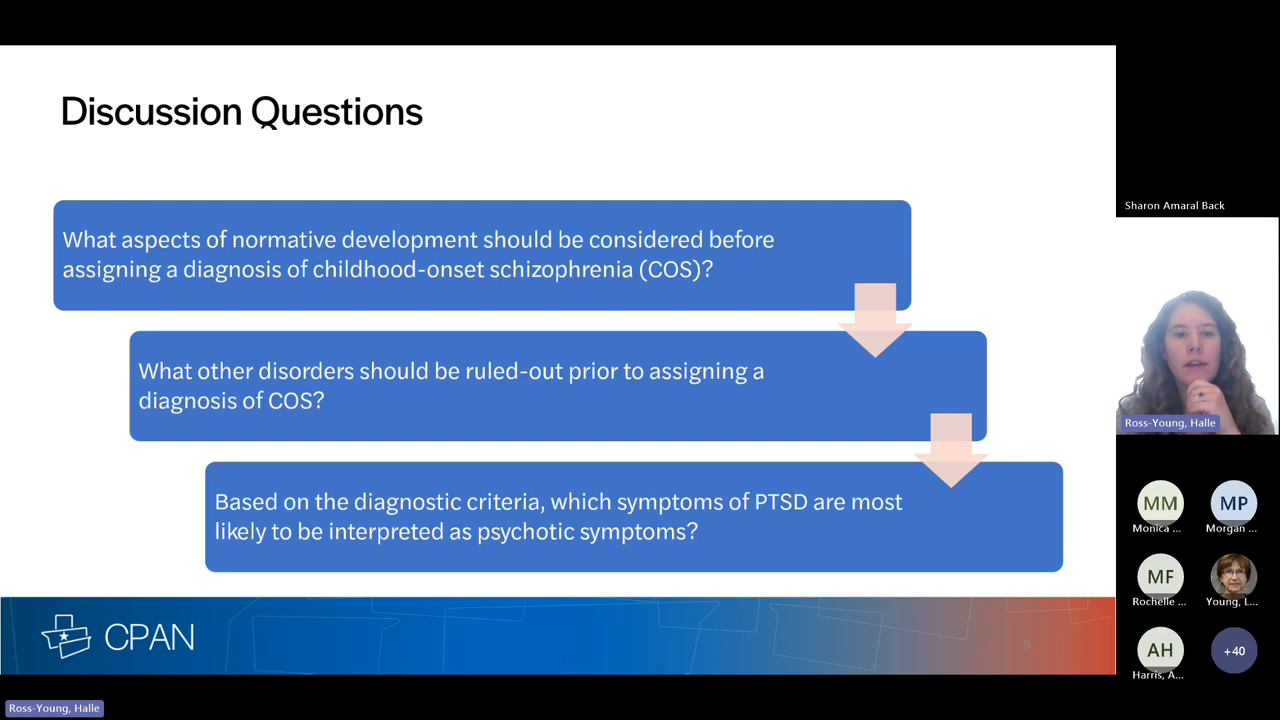 Discussion Questions
What aspects of normative development should be considered before
assigning a diagnosis of childhood-onset schizophrenia (COS)?
What other disorders should be ruled-out prior to assigning a
diagnosis of COS?
Based on the diagnostic criteria, which symptoms of PTSD are most
likely to be interpreted as psychotic symptoms?
CPAN
9
Sharon Amaral Back
Ross-Young, Halle
MM
MP
Monica ...
Morgan ...
MF
Rochelle ...
Young, L...
AH
+40
Harris, A...
Ross-Young, Halle